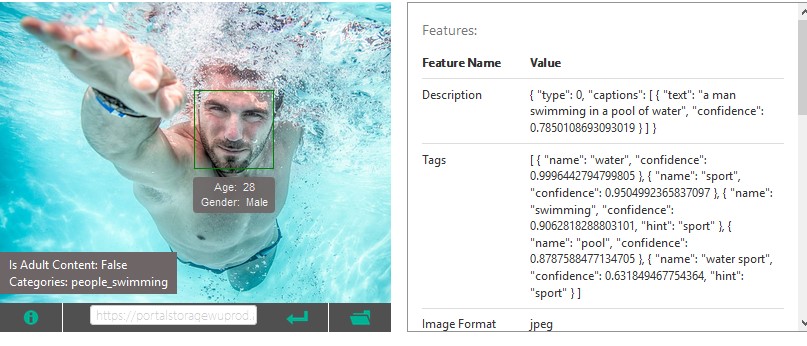 Age: 28
Gender: Male
Is Adult Content: False
Categories: people_swimming
https://portalstoragewuprod.
Features:
Feature Name Value
Description { "type": 0, "captions": [ { "text": "a man
swimming in a pool of water", "confidence":
0.7850108693093019 } ] }
Tags [ { "name": "water", "confidence":
0.9996442794799805 }, { "name": "sport",
"confidence": 0.9504992365837097 }, { "name":
"swimming", "confidence":
0.9062818288803101, "hint": "sport" }, {
"name": "pool", "confidence":
0.8787588477134705 }, { "name": "water sport",
"confidence": 0.631849467754364, "hint":
"sport" } ]
Image Format jpeg